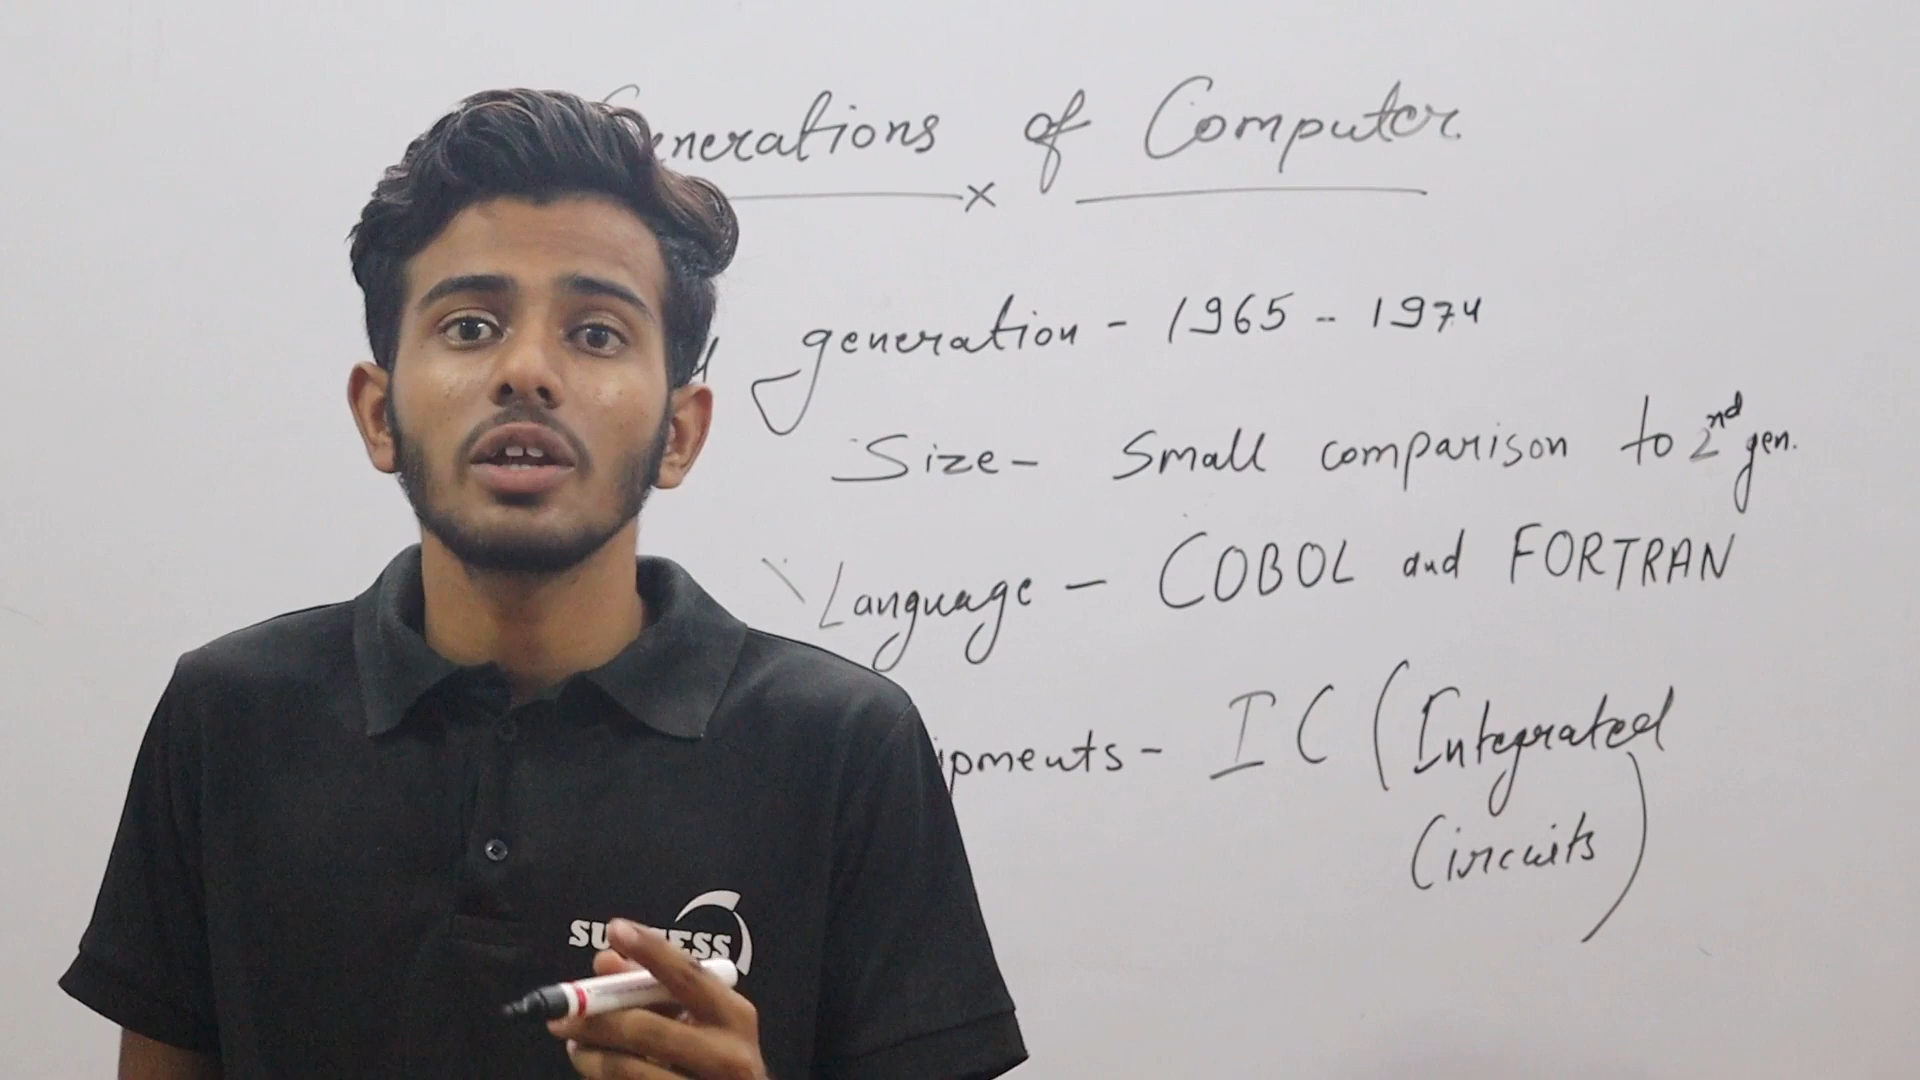 Generations of Computer
generation - 1965 - 1974
Size - Small comparison to 2nd gen.
Language - COBOL and FORTRAN
ipments - IC (Integrated
Circuits)
SUCCESS